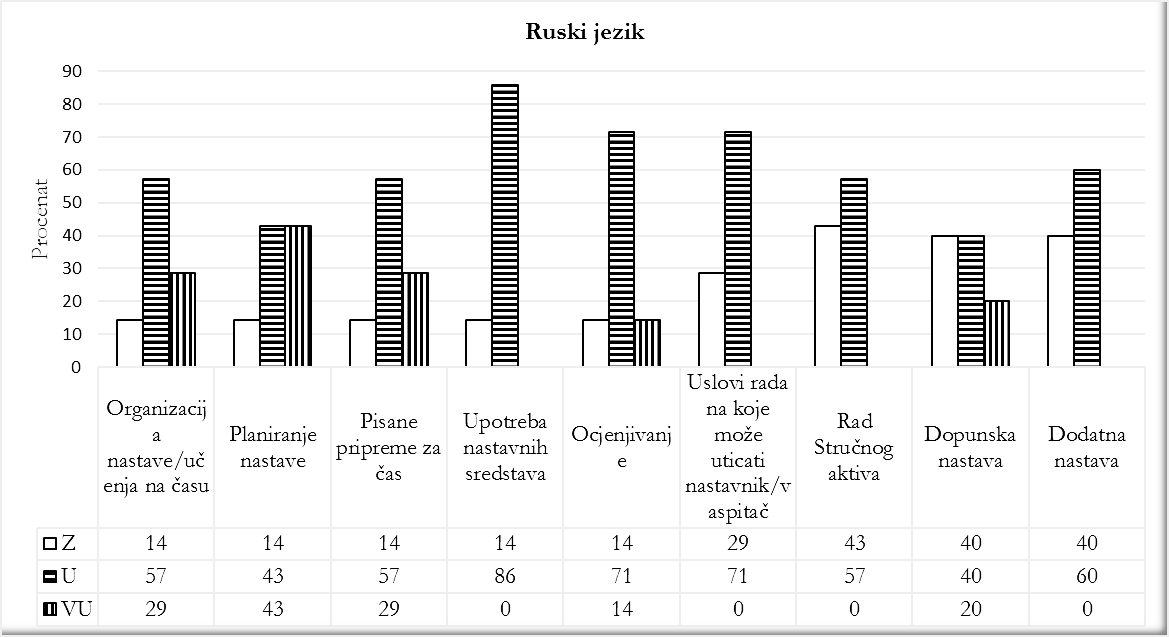 Ruski jezik
Procenat
90
80
70
60
50
40
30
20
10
0
Organizacij
a
nastave/uč
enja na času
Planiranje
nastave
Pisane
pripreme za
čas
Upotreba
nastavnih
sredstava
Ocjenjivanj
e
Uslovi rada
na koje
može
uticati
nastavnik/v
aspitač
Rad
Stručnog
aktiva
Dopunska
nastava
Dodatna
nastava
Z 14 14 14 14 14 29 43 40 40
U 57 43 57 86 71 71 57 40 60
VU 29 43 29 0 14 0 0 20 0